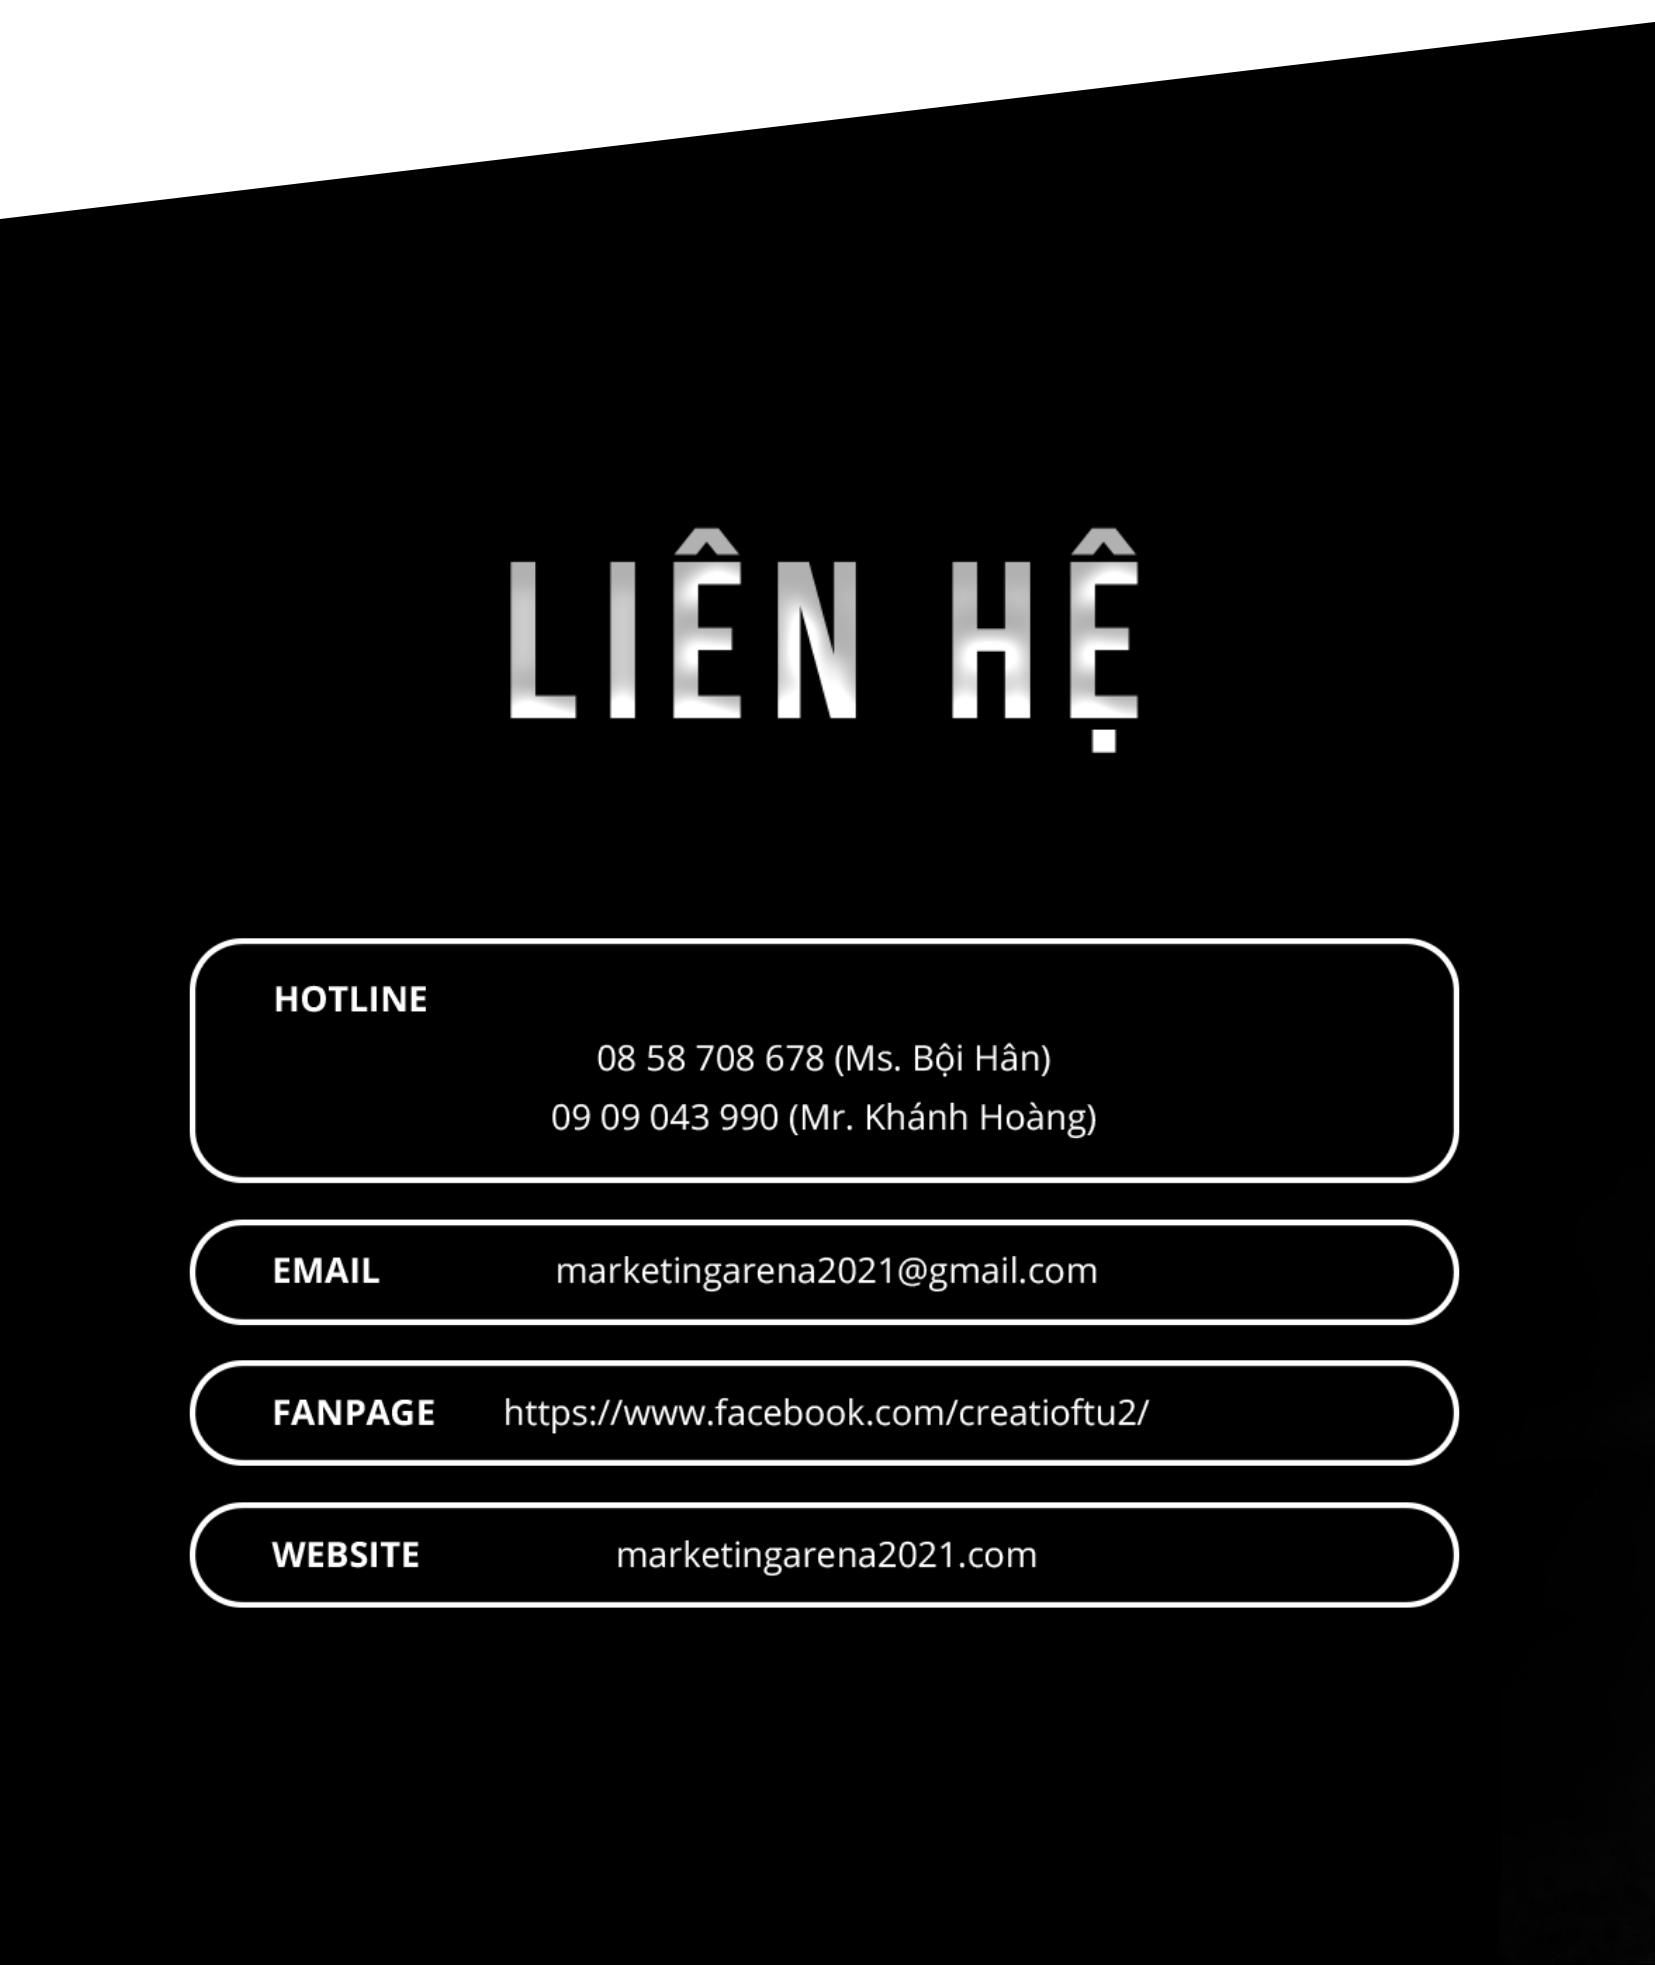 LIÊN HỆ
HOTLINE
08 58 708 678 (Ms. Bội Hân)
09 09 043 990 (Mr. Khánh Hoàng)
EMAIL marketingarena2021@gmail.com
FANPAGE https://www.facebook.com/creatioftu2/
WEBSITE marketingarena2021.com